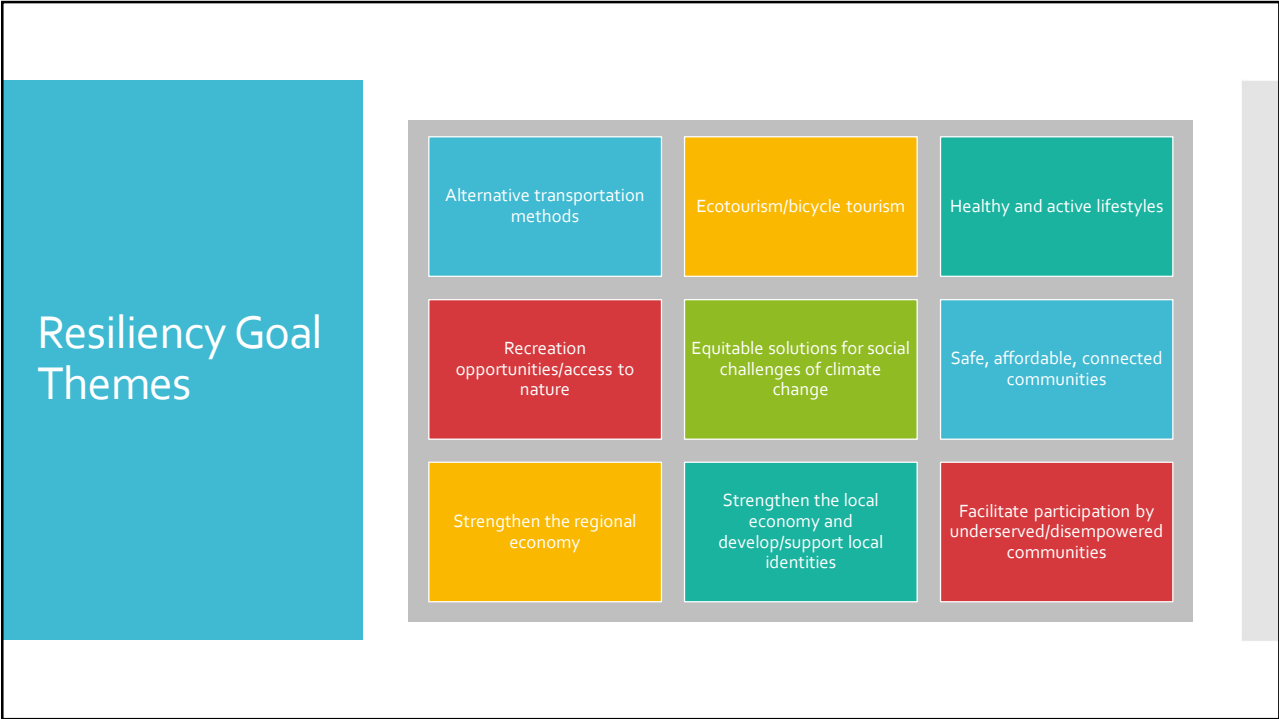 Resiliency Goal
Themes
Alternative transportation
methods
Ecotourism/bicycle tourism
Healthy and active lifestyles
Recreation
opportunities/access to
nature
Equitable solutions for social
challenges of climate
change
Safe, affordable, connected
communities
Strengthen the regional
economy
Strengthen the local
economy and
develop/support local
identities
Facilitate participation by
underserved/disempowered
communities